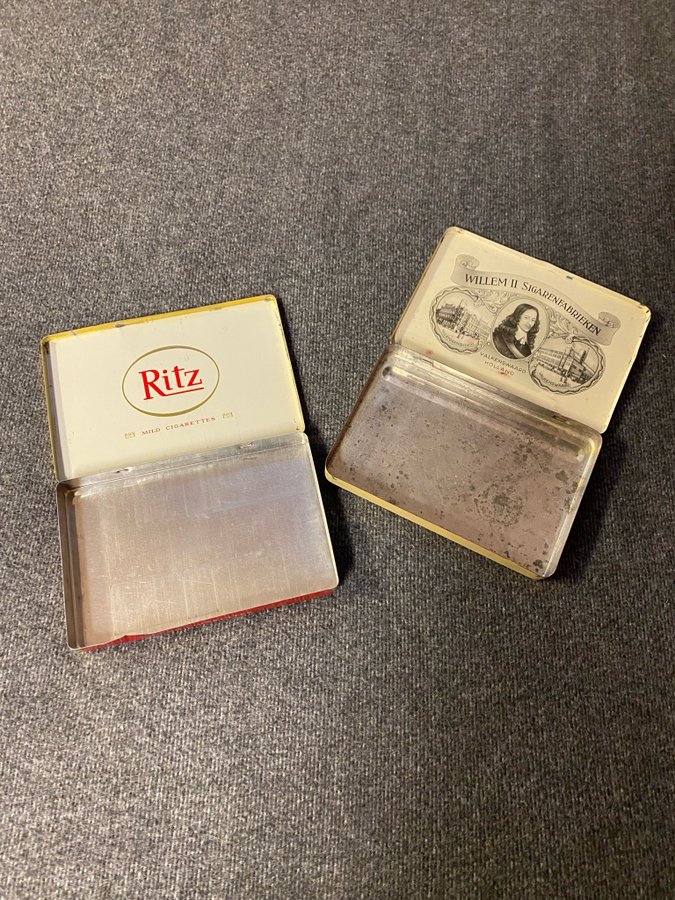 Ritz
MILD CIGARETTES
WILLEM II SIGARENFABRIEKEN
VALKENSWAARD
HOLLAND